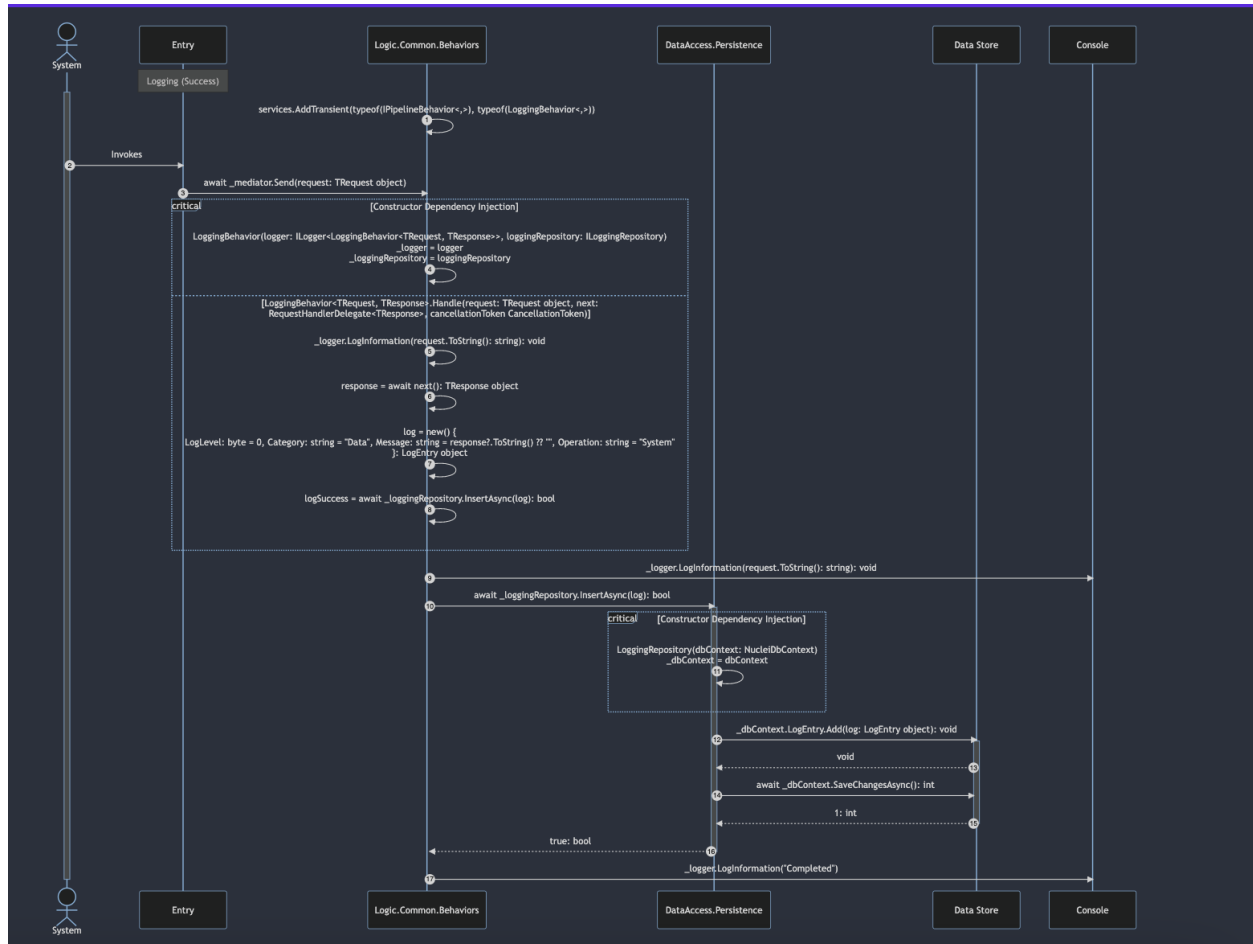 Entry
Logic.Common.Behaviors
DataAccess.Persistence
Data Store
Console
System
Logging (Success)
services.AddTransient(typeof(IPipelineBehavior<,>), typeof(LoggingBehavior<,>))
1
Invokes
2
await _mediator.Send(request: TRequest object)
3
critical
[Constructor Dependency Injection]
LoggingBehavior(logger: ILogger<LoggingBehavior<TRequest, TResponse>>, loggingRepository: ILoggingRepository)
_logger = logger
_loggingRepository = loggingRepository
4
[LoggingBehavior<TRequest, TResponse>.Handle(request: TRequest object, next:
RequestHandlerDelegate<TResponse>, cancellationToken CancellationToken)]
_logger.LogInformation(request.ToString(): string): void
5
response = await next(): TResponse object
6
log = new() {
LogLevel: byte = 0, Category: string = "Data", Message: string = response?.ToString() ?? "", Operation: string = "System"
}: LogEntry object
7
logSuccess = await _loggingRepository.InsertAsync(log): bool
8
_logger.LogInformation(request.ToString(): string): void
9
await _loggingRepository.InsertAsync(log): bool
10
critical
[Constructor Dependency Injection]
LoggingRepository(dbContext: NucleiDbContext)
_dbContext = dbContext
11
_dbContext.LogEntry.Add(log: LogEntry object): void
12
void
13
await _dbContext.SaveChangesAsync(): int
14
1: int
15
true: bool
16
_logger.LogInformation("Completed")
17
Entry
Logic.Common.Behaviors
DataAccess.Persistence
Data Store
Console
System